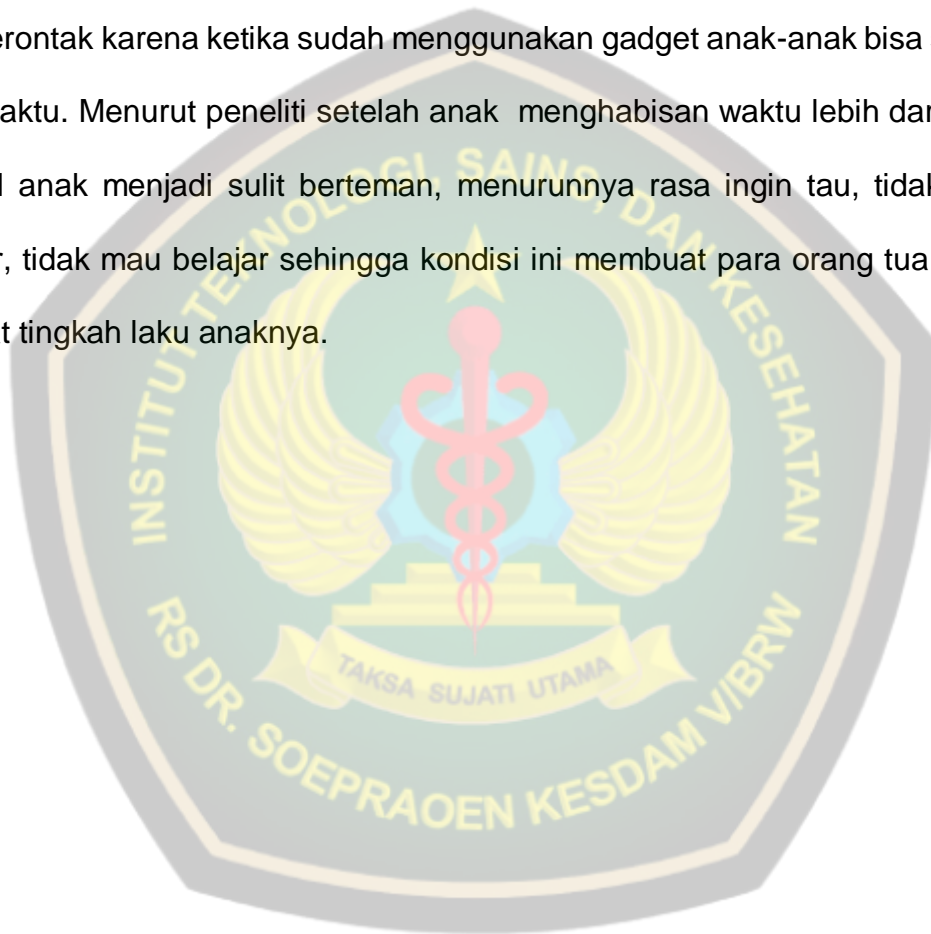 erontak karena ketika sudah menggunakan gadget anak-anak bisa
aktu. Menurut peneliti setelah anak menghabisan waktu lebih dar
anak menjadi sulit berteman, menurunnya rasa ingin tau, tidak
r, tidak mau belajar sehingga kondisi ini membuat para orang tua
t tingkah laku anaknya.
INSTITUT TEKNOLOGI, SAINS, DAN KESEHATAN
TAKSA SUJATI UTAMA
RS DR. SOEPRAOEN KESDAM V/BRW